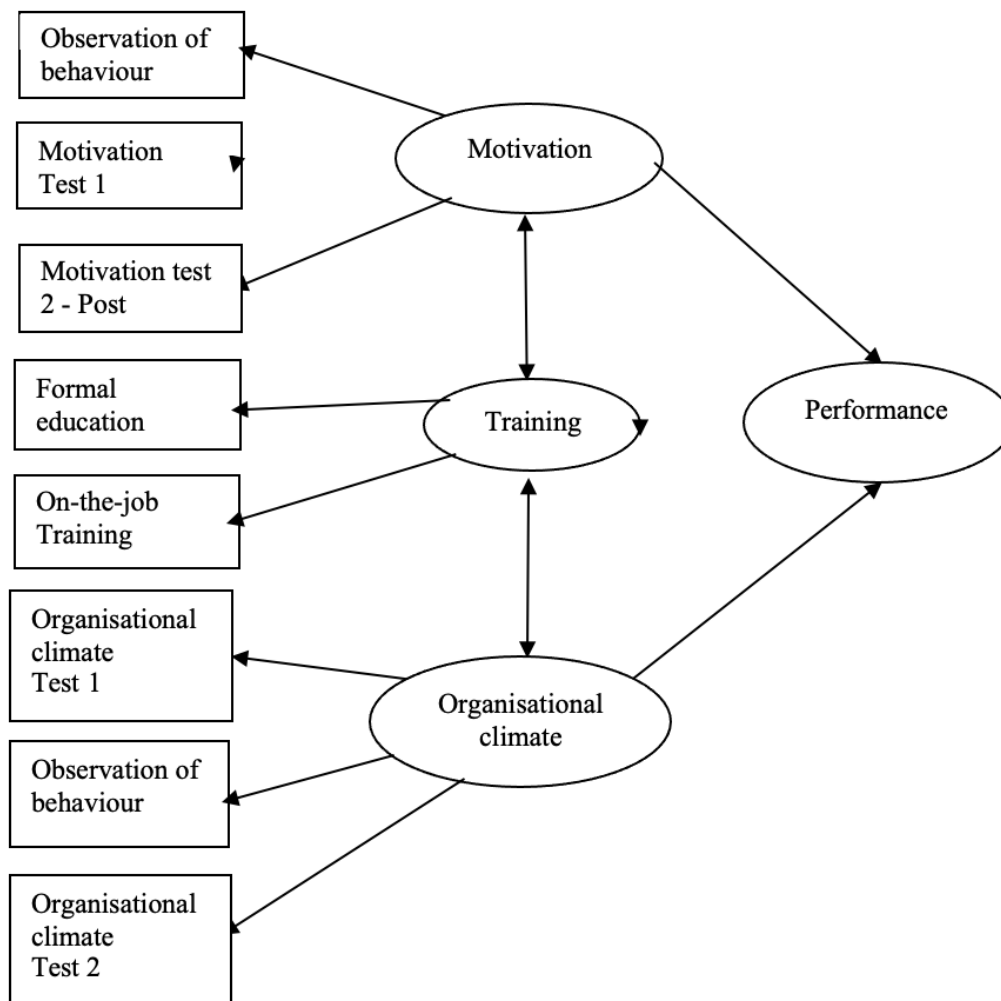 Observation of
behaviour
Motivation
Motivation
Test 1
Motivation test
2 - Post
Formal
education
Training
Performance
On-the-job
Training
Organisational
climate
Test 1
Organisational
climate
Observation of
behaviour
Organisational
climate
Test 2